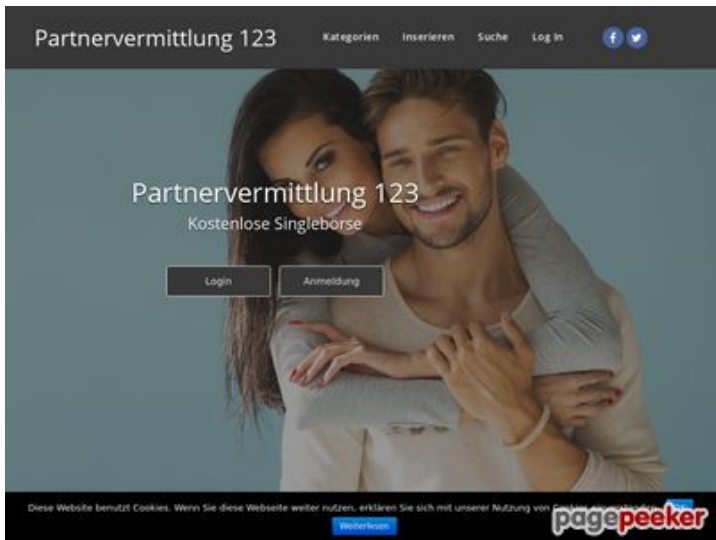 Partnervermittlung 123 Kategorien Inserieren Suche Log In
Partnervermittlung 123
Kostenlose Singlebörse
Login Anmeldung
Diese Website benutzt Cookies. Wenn Sie diese Webseite weiter nutzen, erklären Sie sich mit unserer Nutzung von
Weiterlesen
pagepeeker